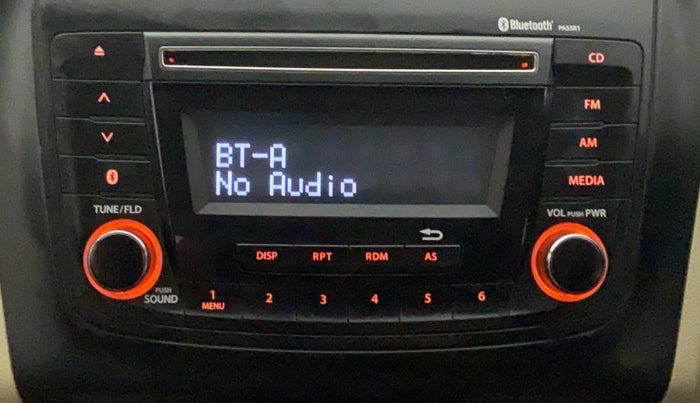 Bluetooth® PA5SR1
CD
FM
AM
MEDIA
BT-A
No Audio
TUNE/FLD
VOL PUSH PWR
DISP RPT RDM AS
PUSH
SOUND
1 2 3 4 5 6
MENU